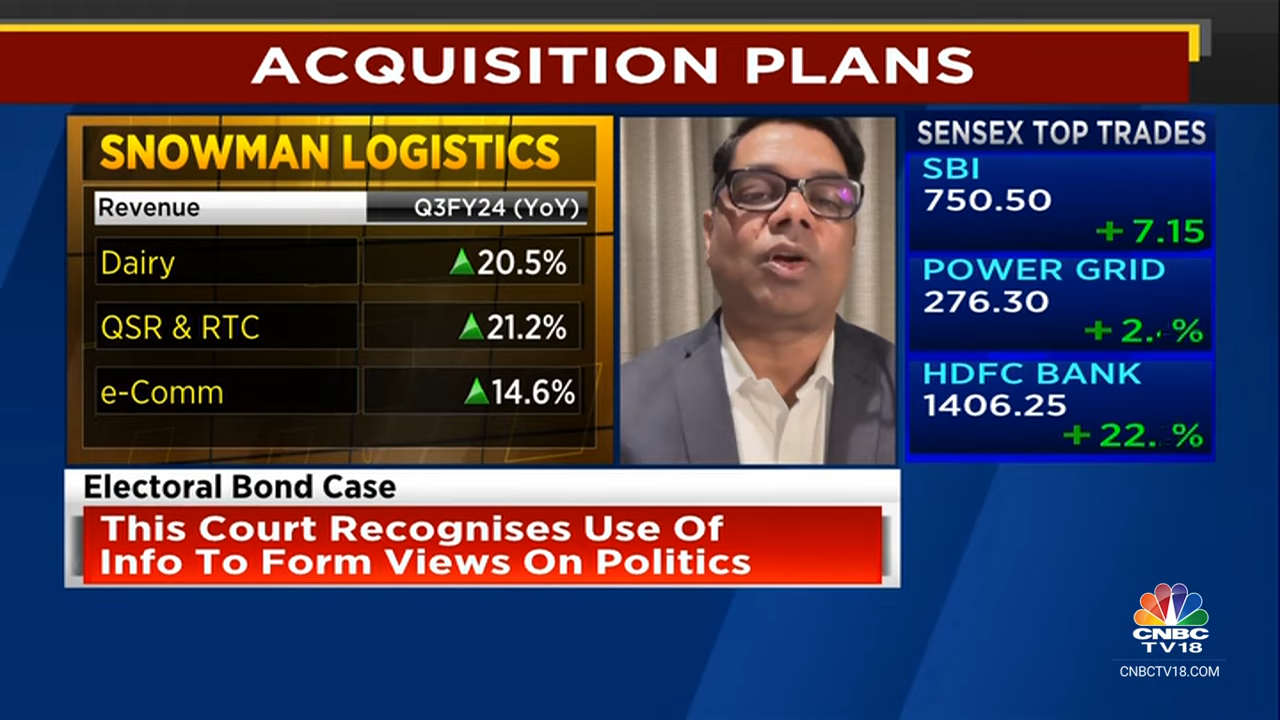 ACQUISITION PLANS
SNOWMAN LOGISTICS
Revenue Q3FY24 (YoY)
Dairy 20.5%
QSR & RTC 21.2%
e-Comm 14.6%
SENSEX TOP TRADES
SBI
750.50
+ 7.15
POWER GRID
276.30
HDFC BANK
1406.25
Electoral Bond Case
This Court Recognises Use Of
Info To Form Views On Politics
CNBC
TV18
CNBCTV18.COM